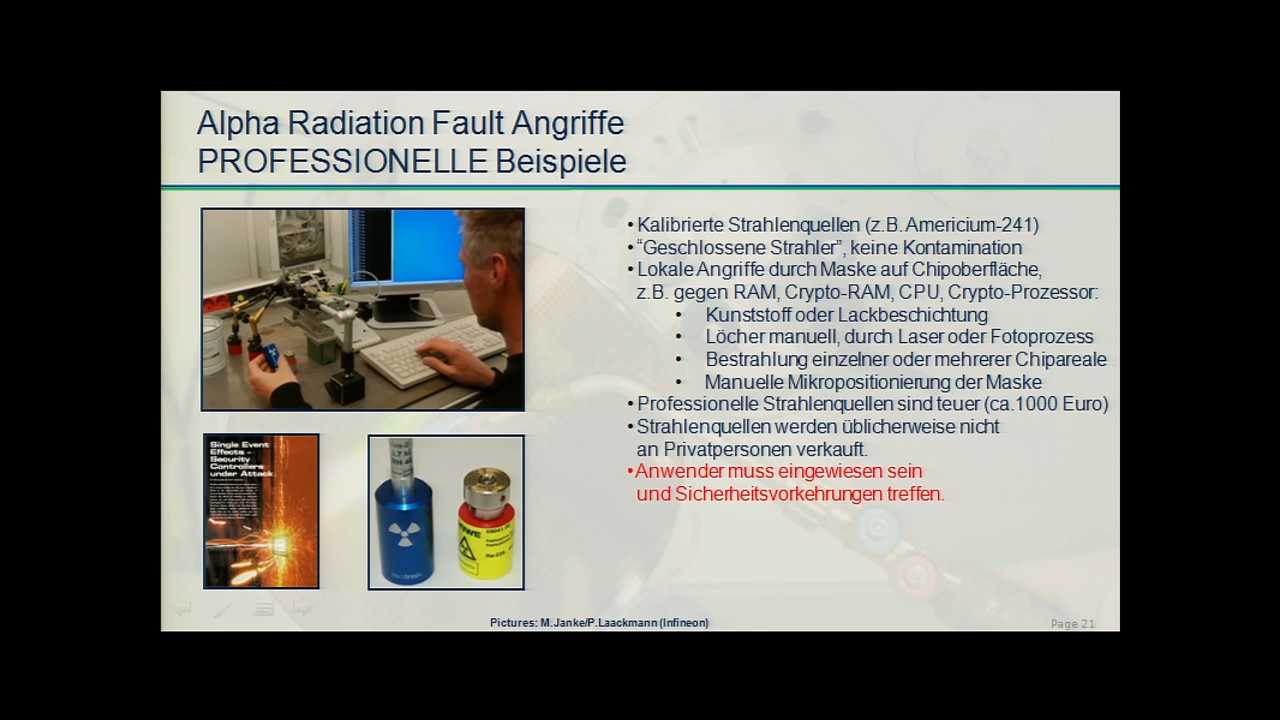 Alpha Radiation Fault Angriffe
PROFESSIONELLE Beispiele
• Kalibrierte Strahlenquellen (z.B. Americium-241)
• “Geschlossene Strahler”, keine Kontamination
• Lokale Angriffe durch Maske auf Chipoberfläche,
z.B. gegen RAM, Crypto-RAM, CPU, Crypto-Prozessor:
• Kunststoff oder Lackbeschichtung
• Löcher manuell, durch Laser oder Fotoprozess
• Bestrahlung einzelner oder mehrerer Chipareale
• Manuelle Mikropositionierung der Maske
• Professionelle Strahlenquellen sind teuer (ca.1000 Euro)
• Strahlenquellen werden üblicherweise nicht
an Privatpersonen verkauft.
• Anwender muss eingewiesen sein
und Sicherheitsvorkehrungen treffen.
Single Event
Effects -
Security
Controllers
under Attack
Pictures: M.Janke/P.Laackmann (Infineon)
Page 21